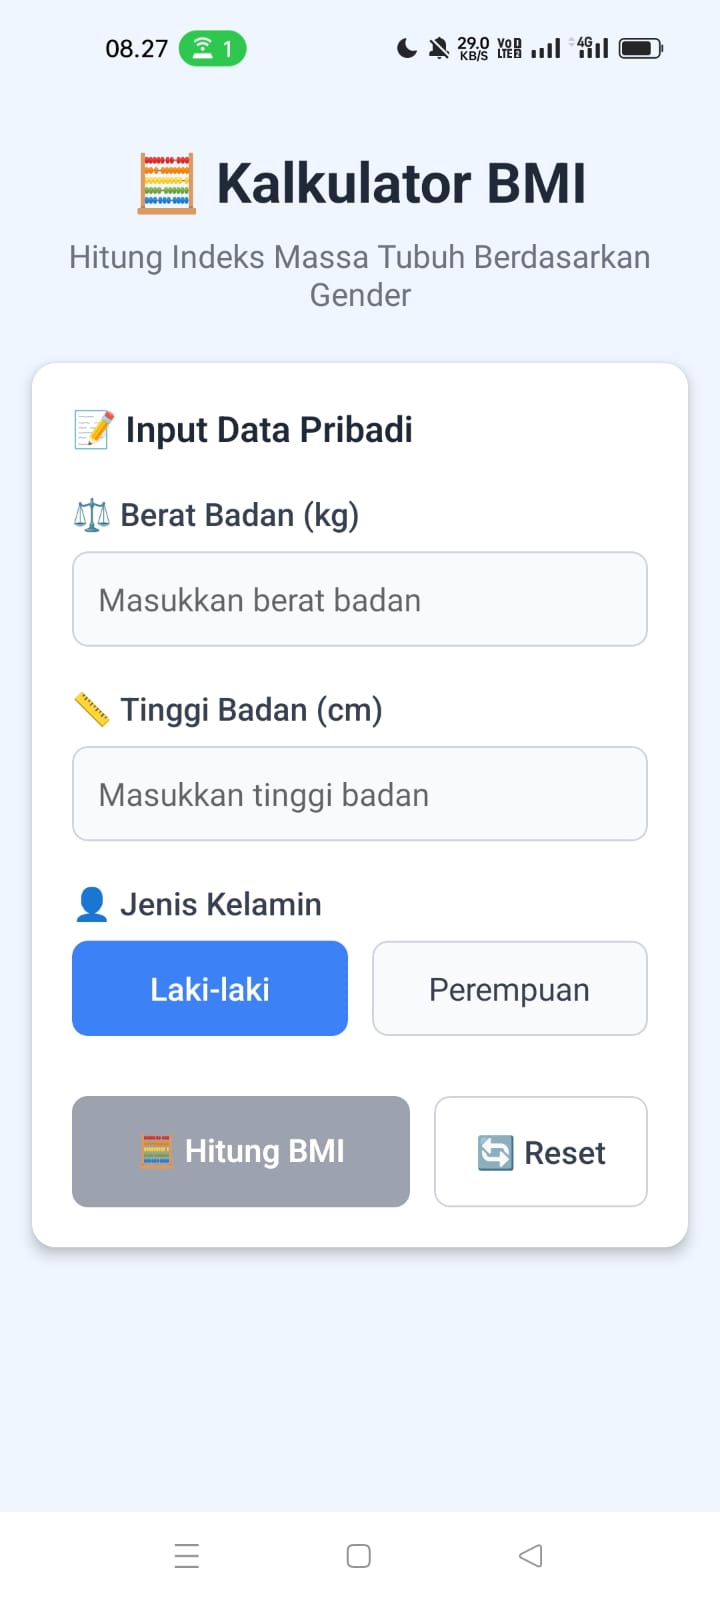 08.27 1 29.0 KB/S VoD LTE2 4G
Kalkulator BMI
Hitung Indeks Massa Tubuh Berdasarkan
Gender
Input Data Pribadi
Berat Badan (kg)
Masukkan berat badan
Tinggi Badan (cm)
Masukkan tinggi badan
Jenis Kelamin
Laki-laki Perempuan
Hitung BMI Reset